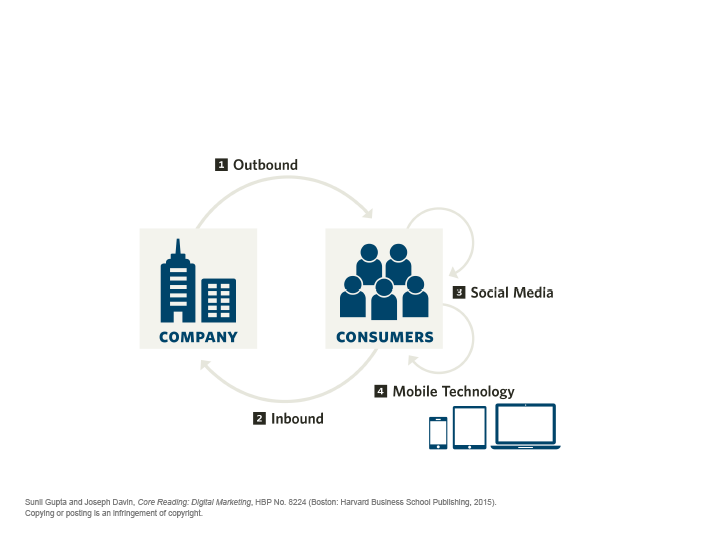 1 Outbound
COMPANY
CONSUMERS
3 Social Media
4 Mobile Technology
2 Inbound
Sunil Gupta and Joseph Davin, Core Reading: Digital Marketing, HBP No. 8224 (Boston: Harvard Business School Publishing, 2015).
Copying or posting is an infringement of copyright.